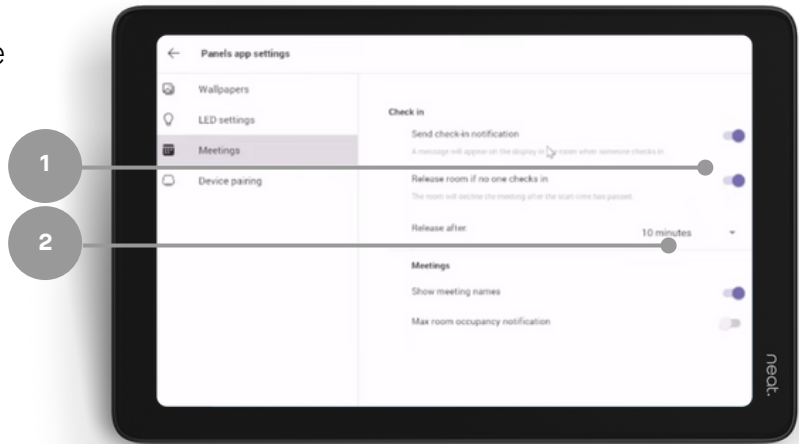 e
Panels app settings
Wallpapers
LED settings
Meetings
Device pairing
Check in
Send check-in notification
A message will appear on the display in the room when someone checks in.
Release room if no one checks in
The room will decline the meeting after the start-time has passed.
Release after:
10 minutes
Meetings
Show meeting names
Max room occupancy notification
neat.
1
2